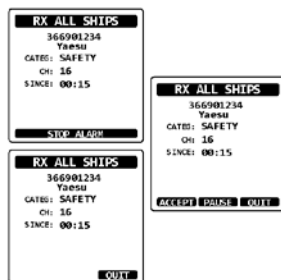 RX ALL SHIPS
366901234
Yaesu
CATEG: SAFETY
CH: 16
SINCE: 00:15
STOP ALARM
RX ALL SHIPS
366901234
Yaesu
CATEG: SAFETY
CH: 16
SINCE: 00:15
QUIT
RX ALL SHIPS
366901234
Yaesu
CATEG: SAFETY
CH: 16
SINCE: 00:15
ACCEPT PAUSE QUIT